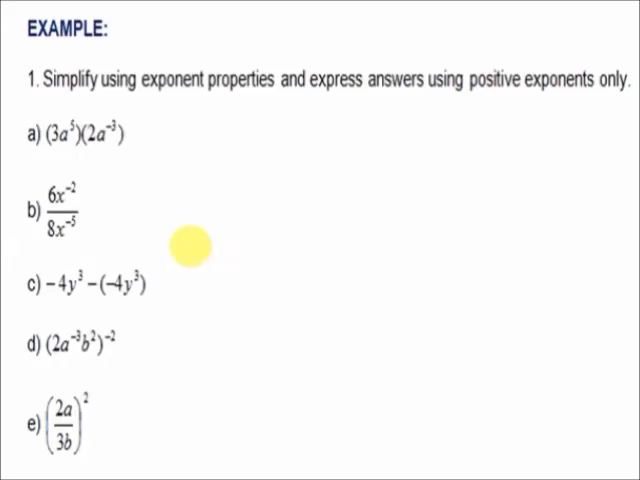 EXAMPLE:
1. Simplify using exponent properties and express answers using positive exponents only.
a) (3a⁵)(2a⁻³)
b) 6x⁻² / 8x⁻⁵
c) −4y³ −(−4y³)
d) (2a⁻³b²)⁻²
e) (2a / 3b)²